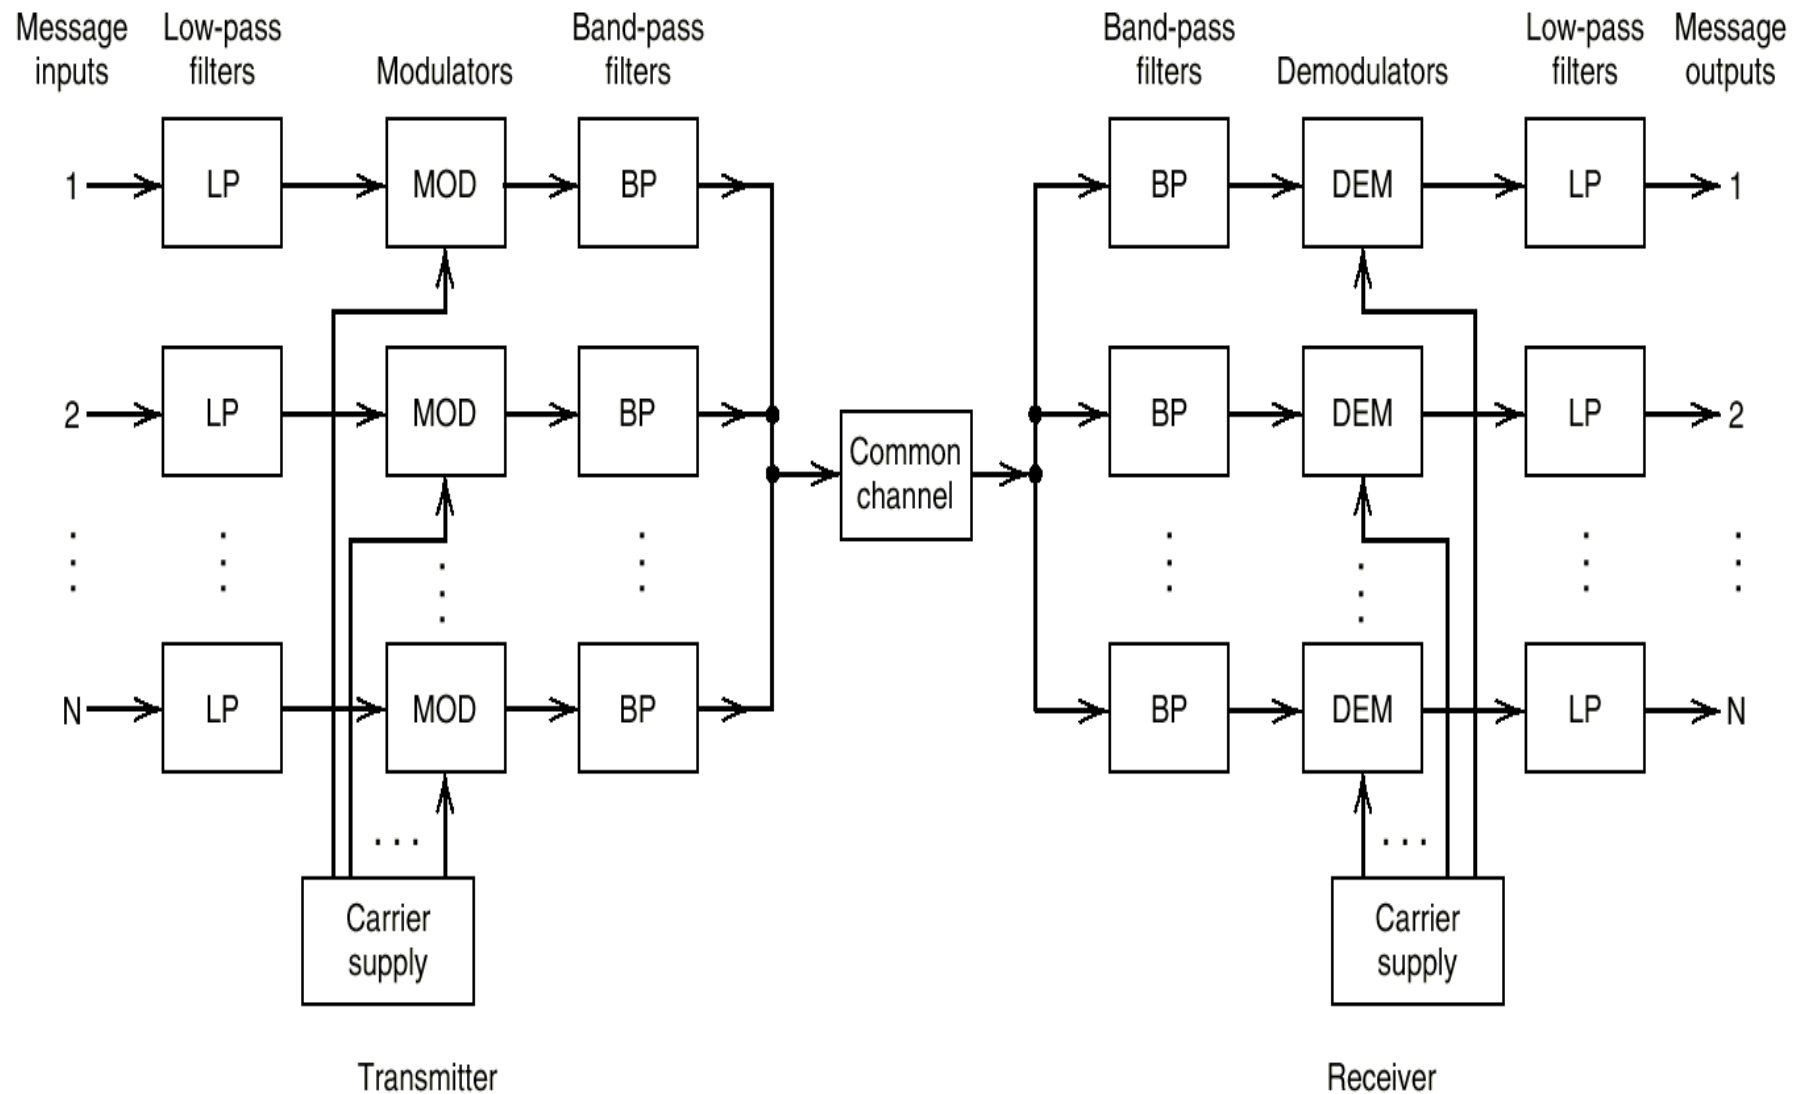 Message inputs
Low-pass filters
Modulators
Band-pass filters
Band-pass filters
Demodulators
Low-pass filters
Message outputs
1
LP
MOD
BP
BP
DEM
LP
1
2
LP
MOD
BP
BP
DEM
LP
2
Common
channel
N
LP
MOD
BP
BP
DEM
LP
N
. . .
. . .
Carrier
supply
Carrier
supply
Transmitter
Receiver